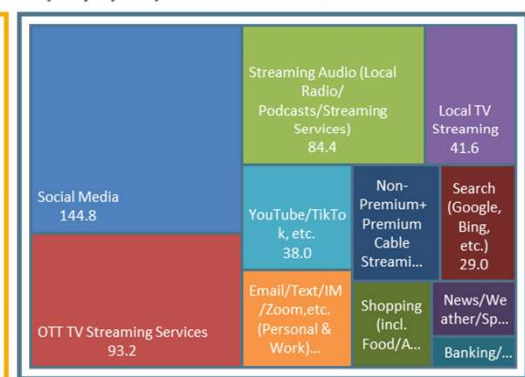 Social Media
144.8
OTT TV Streaming Services
93.2
Streaming Audio (Local
Radio/
Podcasts/Streaming
Services)
84.4
Local TV
Streaming
41.6
YouTube/TikTo
k, etc.
38.0
Non-
Premium+
Premium
Cable
Streami...
Search
(Google,
Bing,
etc.)
29.0
Email/Text/IM
/Zoom,etc.
(Personal &
Work)...
Shopping
(incl.
Food/A...
News/We
ather/Sp...
Banking/...